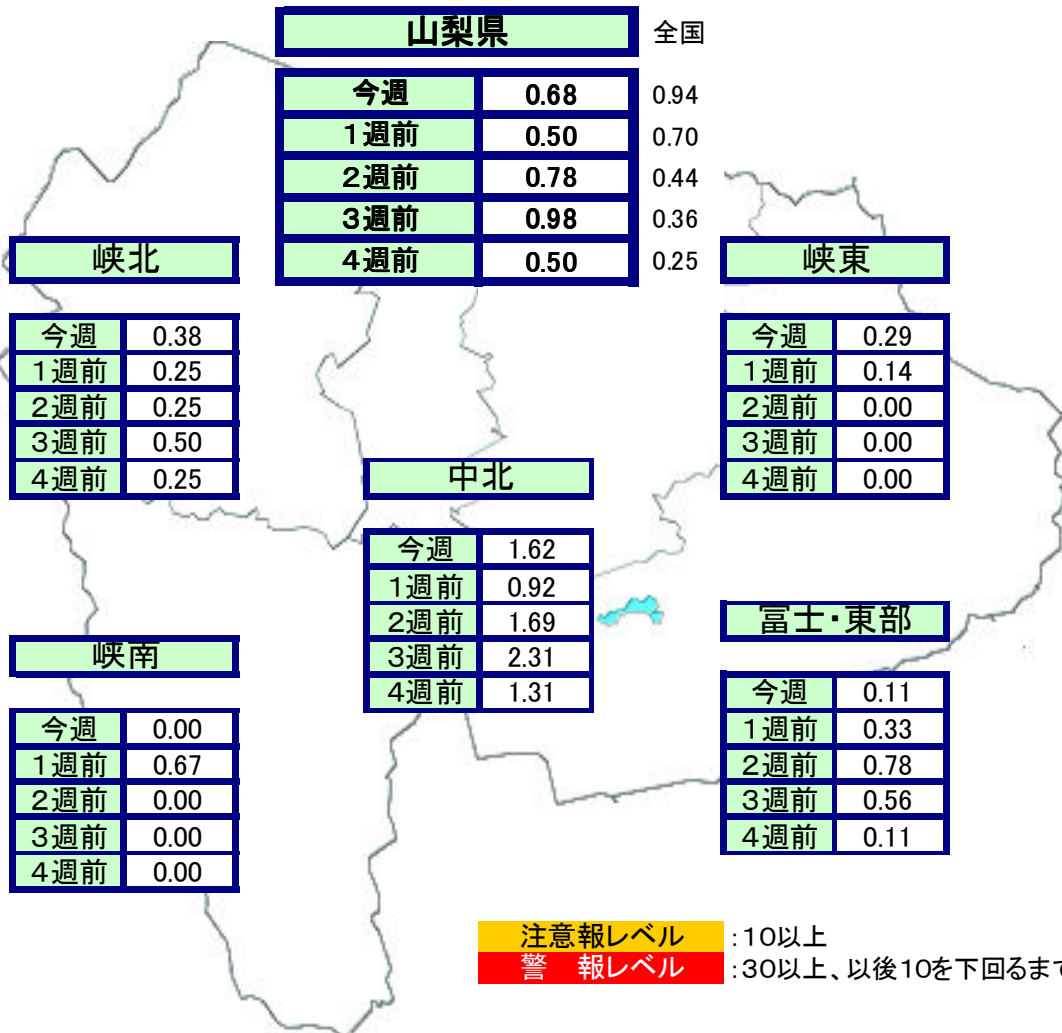 山梨県 全国
今週 0.68 0.94
1週前 0.50 0.70
2週前 0.78 0.44
3週前 0.98 0.36
4週前 0.50 0.25
峡北
今週 0.38
1週前 0.25
2週前 0.25
3週前 0.50
4週前 0.25
峡東
今週 0.29
1週前 0.14
2週前 0.00
3週前 0.00
4週前 0.00
中北
今週 1.62
1週前 0.92
2週前 1.69
3週前 2.31
4週前 1.31
峡南
今週 0.00
1週前 0.67
2週前 0.00
3週前 0.00
4週前 0.00
富士・東部
今週 0.11
1週前 0.33
2週前 0.78
3週前 0.56
4週前 0.11
注意報レベル :10以上
警 報レベル :30以上、以後10を下回るまで